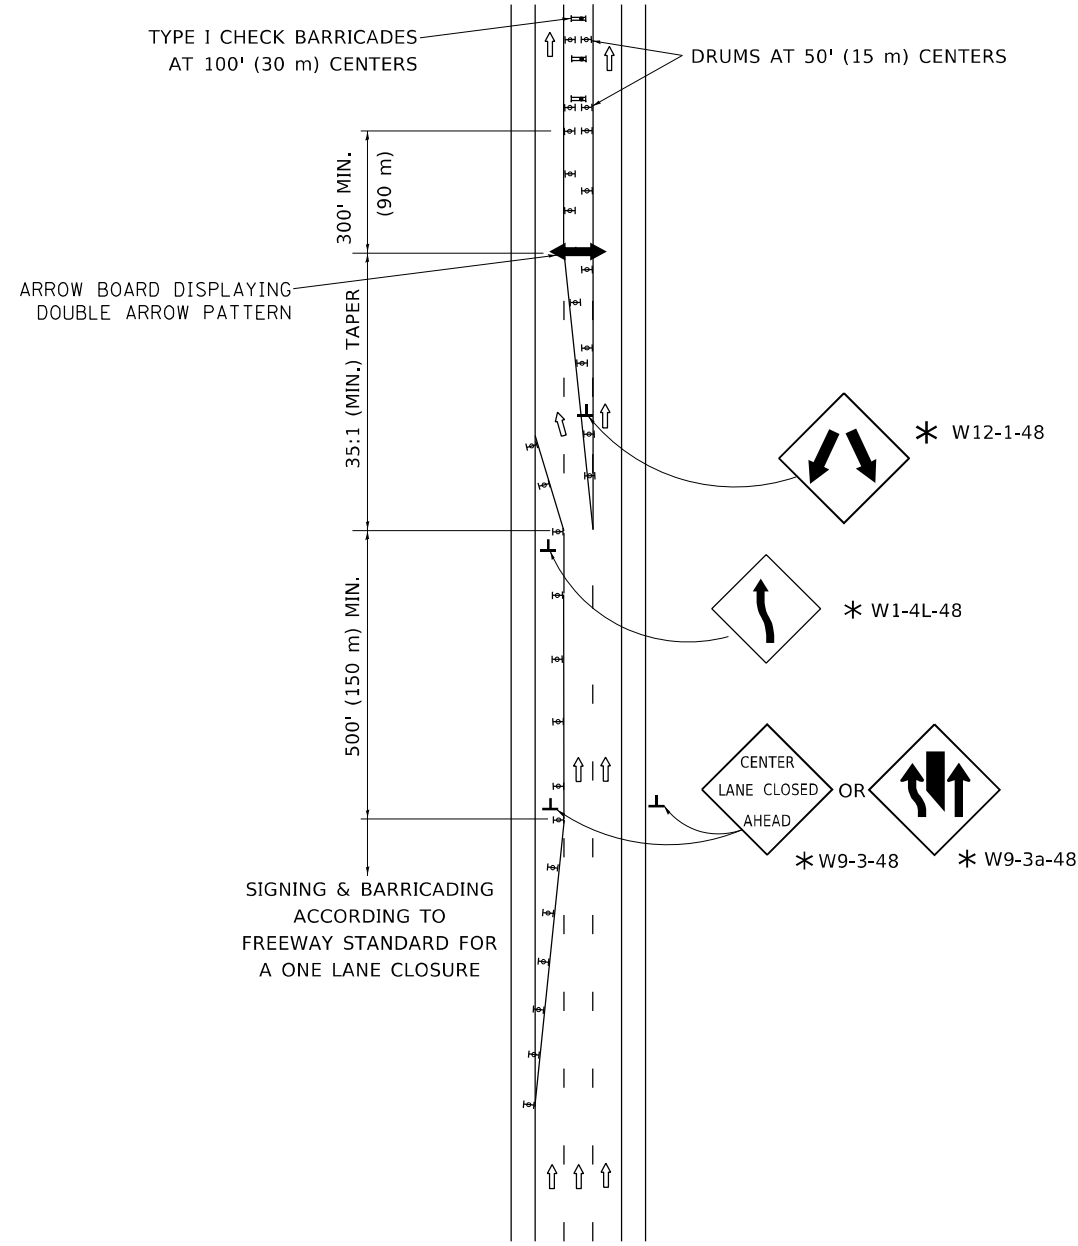 TYPE I CHECK BARRICADES
AT 100' (30 m) CENTERS
DRUMS AT 50' (15 m) CENTERS
300' MIN.
(90 m)
ARROW BOARD DISPLAYING
DOUBLE ARROW PATTERN
35:1 (MIN.) TAPER
W12-1-48
W1-4L-48
500' (150 m) MIN.
CENTER
LANE CLOSED
AHEAD
OR
W9-3-48
W9-3a-48
SIGNING & BARRICADING
ACCORDING TO
FREEWAY STANDARD FOR
A ONE LANE CLOSURE